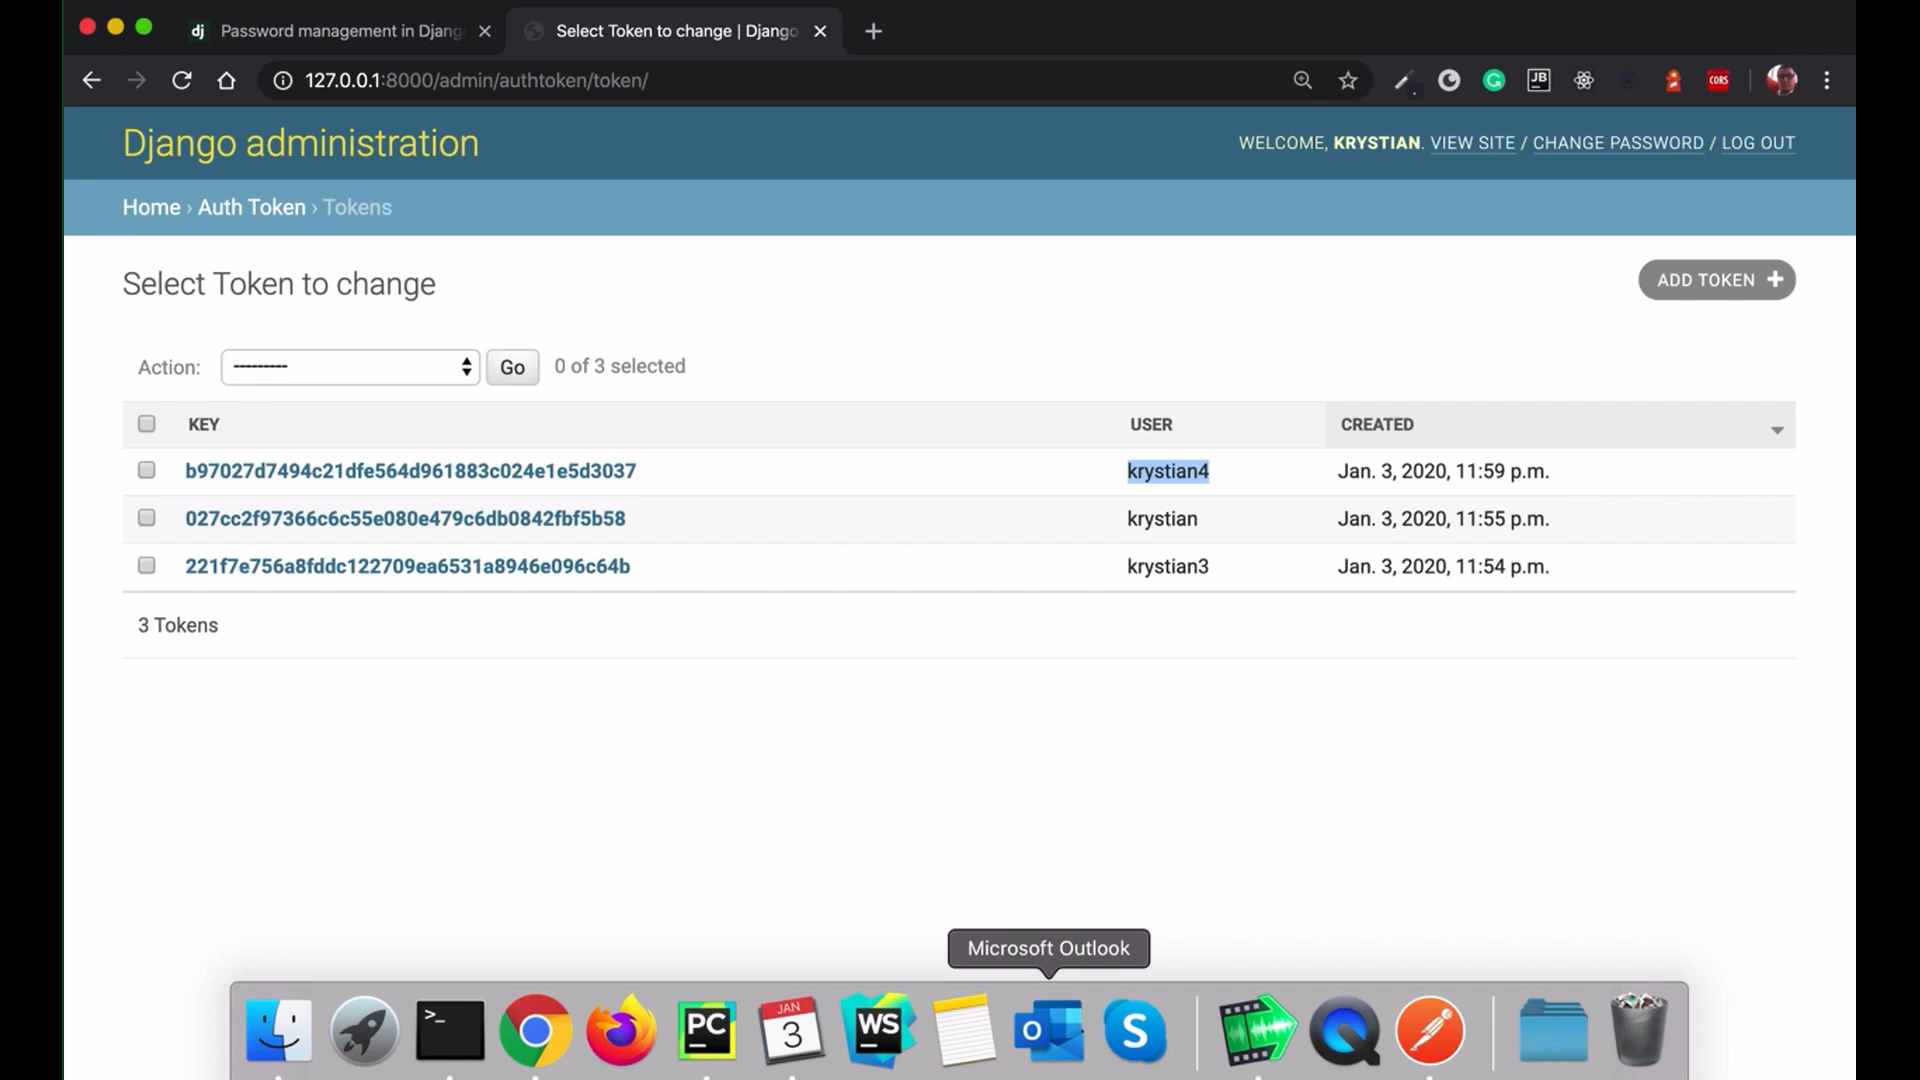 dj Password management in Djang
Select Token to change | Django
127.0.0.1:8000/admin/authtoken/token/
JB
CORS
Django administration
WELCOME, KRYSTIAN. VIEW SITE / CHANGE PASSWORD / LOG OUT
Home › Auth Token › Tokens
Select Token to change
ADD TOKEN +
Action: --------- Go 0 of 3 selected
KEY USER CREATED
b97027d7494c21dfe564d961883c024e1e5d3037 krystian4 Jan. 3, 2020, 11:59 p.m.
027cc2f97366c6c55e080e479c6db0842fbf5b58 krystian Jan. 3, 2020, 11:55 p.m.
221f7e756a8fddc122709ea6531a8946e096c64b krystian3 Jan. 3, 2020, 11:54 p.m.
3 Tokens
Microsoft Outlook
>_
PC
JAN
3
WS
O
S